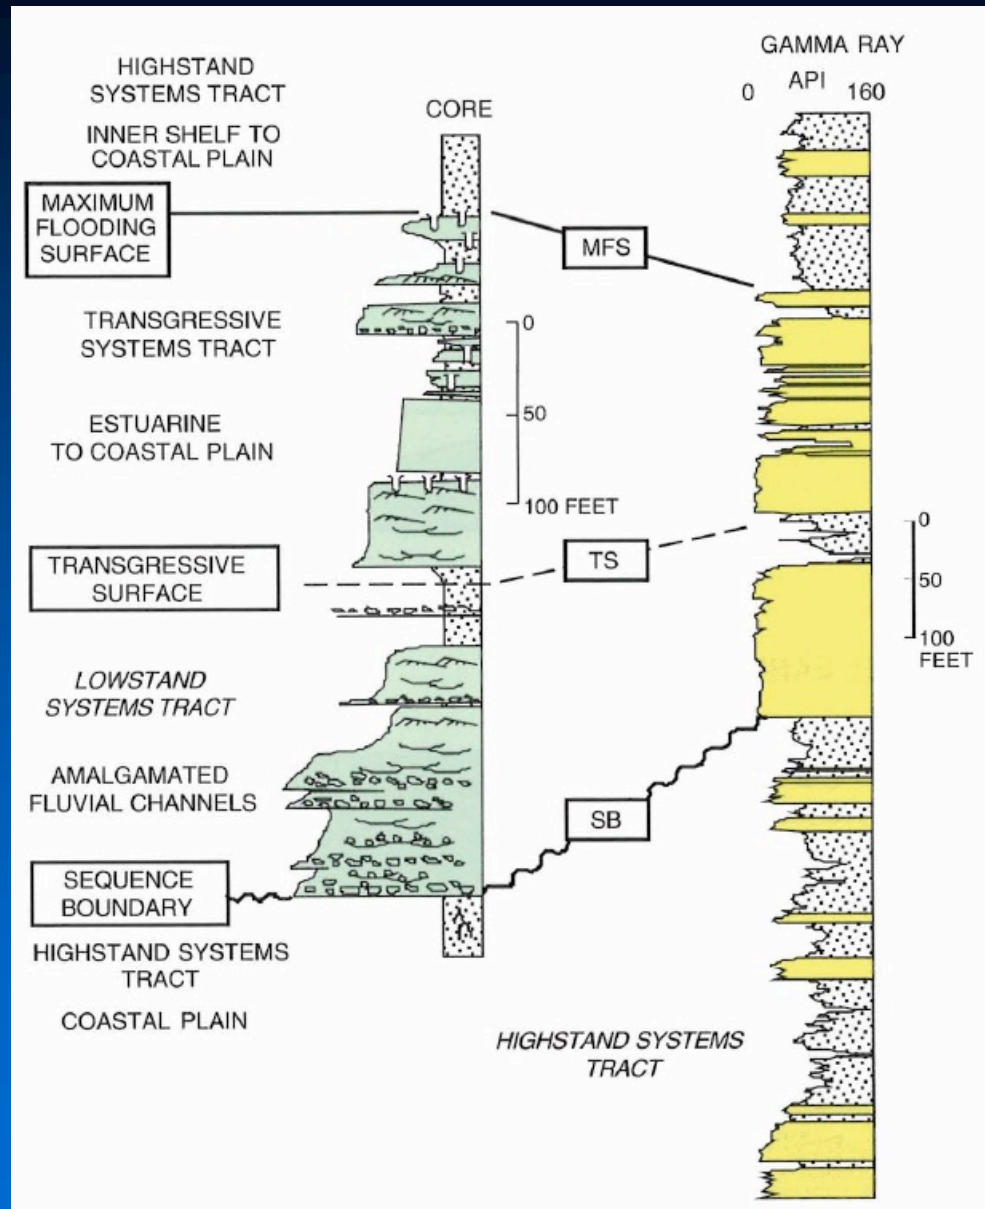 HIGHSTAND
SYSTEMS TRACT
INNER SHELF TO
COASTAL PLAIN
MAXIMUM
FLOODING
SURFACE
TRANSGRESSIVE
SYSTEMS TRACT
ESTUARINE
TO COASTAL PLAIN
TRANSGRESSIVE
SURFACE
LOWSTAND
SYSTEMS TRACT
AMALGAMATED
FLUVIAL CHANNELS
SEQUENCE
BOUNDARY
HIGHSTAND SYSTEMS
TRACT
COASTAL PLAIN
CORE
0
50
100 FEET
MFS
TS
SB
HIGHSTAND SYSTEMS
TRACT
GAMMA RAY
API
0 160
0
50
100
FEET